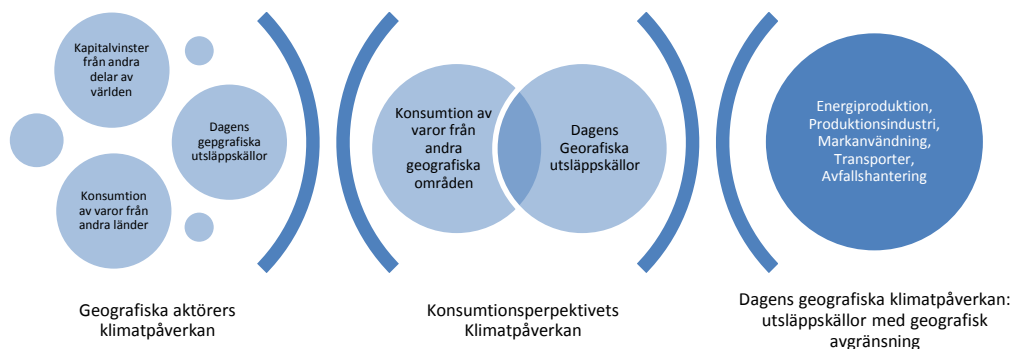 Kapitalvinster
från andra
delar av
världen
Dagens
gepgrafiska
utsläppskällor
Konsumtion
av varor från
andra länder
Geografiska aktörers
klimatpåverkan
Konsumtion av
varor från
andra
geografiska
områden
Dagens
Georafiska
utsläppskällor
Konsumtionsperpektivets
Klimatpåverkan
Energiproduktion,
Produktionsindustri,
Markanvändning,
Transporter,
Avfallshantering
Dagens geografiska klimatpåverkan:
utsläppskällor med geografisk
avgränsning